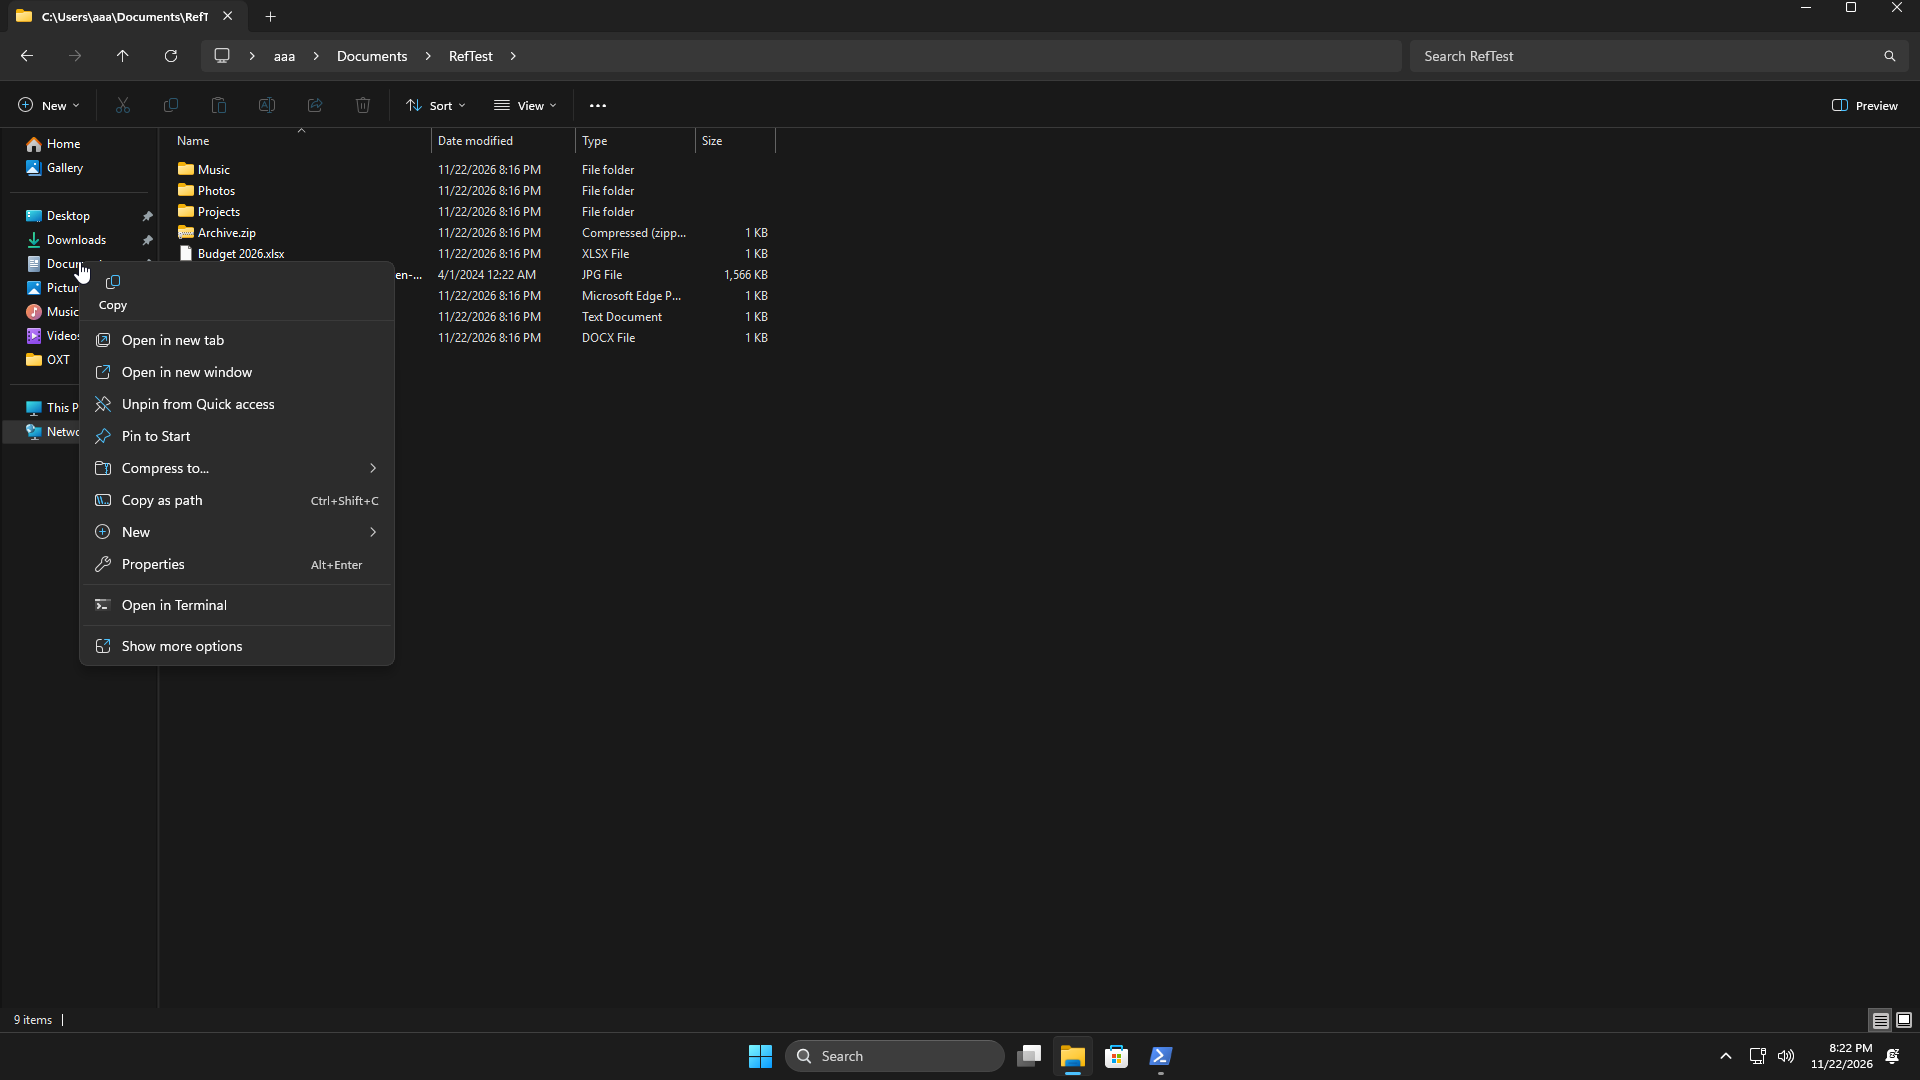 C:\Users\aaa\Documents\RefT
aaa > Documents > RefTest >
Search RefTest
New
Sort
View
Preview
Home
Gallery
Desktop
Downloads
Music
OXT
Name Date modified Type Size
Music 11/22/2026 8:16 PM File folder
Photos 11/22/2026 8:16 PM File folder
Projects 11/22/2026 8:16 PM File folder
Archive.zip 11/22/2026 8:16 PM Compressed (zipp... 1 KB
Budget 2026.xlsx 11/22/2026 8:16 PM XLSX File 1 KB
en-... 4/1/2024 12:22 AM JPG File 1,566 KB
11/22/2026 8:16 PM Microsoft Edge P... 1 KB
11/22/2026 8:16 PM Text Document 1 KB
11/22/2026 8:16 PM DOCX File 1 KB
Copy
Open in new tab
Open in new window
Unpin from Quick access
Pin to Start
Compress to...
Copy as path Ctrl+Shift+C
New
Properties Alt+Enter
Open in Terminal
Show more options
9 items
Search
8:22 PM
11/22/2026